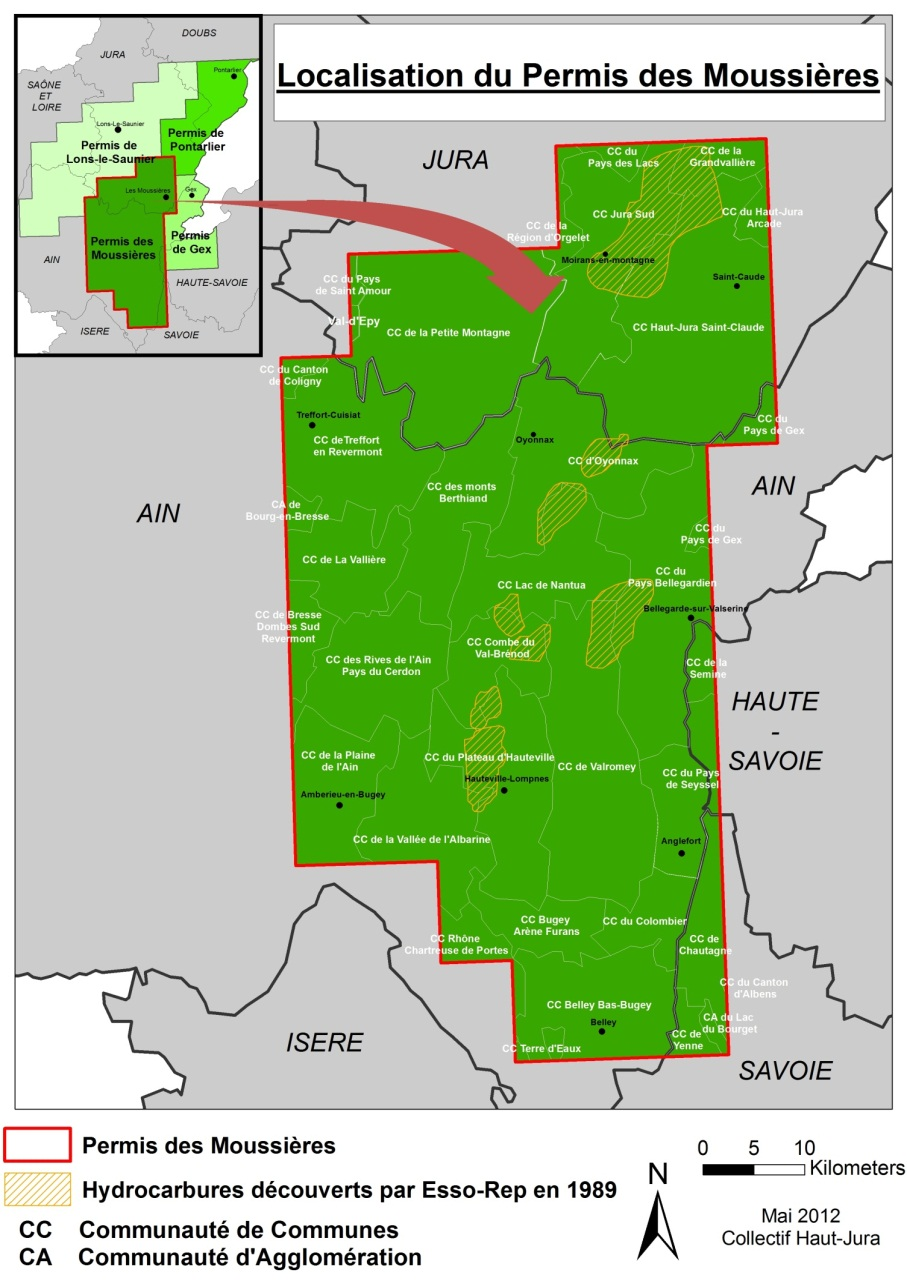 Localisation du Permis des Moussières
DOUBS
JURA
Pontarlier
SAÔNE
ET
LOIRE
Lons-Le-Saunier
Permis de
Lons-le-Saunier
Permis de
Pontarlier
Les Moussières
Gex
Permis des
Moussières
Permis
de Gex
AIN
HAUTE-SAVOIE
ISERE
SAVOIE
JURA
CC du
Pays des Lacs
CC de la
Grandvallière
CC Jura Sud
CC du Haut-Jura
Arcade
CC de la
Région d'Orgelet
Moirans-en-montagne
Saint-Caude
CC du Pays
de Saint Amour
Val-d'Epy
CC de la Petite Montagne
CC Haut-Jura Saint-Claude
CC du Canton
de Coligny
Treffort-Cuisiat
CC deTreffort
en Revermont
Oyonnax
CC du
Pays de Gex
CC d'Oyonnax
CC des monts
Berthiand
AIN
AIN
CA de
Bourg-en-Bresse
CC du
Pays de Gex
CC de La Vallière
CC Lac de Nantua
CC du
Pays Bellegardien
Bellegarde-sur-Valserine
CC de Bresse
Dombes Sud
Revermont
CC Combe du
Val-Brénod
CC des Rives de l'Ain
Pays du Cerdon
CC de la
Semine
HAUTE
-
SAVOIE
CC de la Plaine
de l'Ain
CC du Plateau d'Hauteville
CC de Valromey
CC du Pays
de Seyssel
Hauteville-Lompnes
Amberieu-en-Bugey
CC de la Vallée de l'Albarine
Anglefort
CC Bugey
Arène Furans
CC du Colombier
CC Rhône
Chartreuse de Portes
CC de
Chautagne
CC du Canton
d'Albens
CC Belley Bas-Bugey
Belley
CA du Lac
du Bourget
CC de
Yenne
CC Terre d'Eaux
ISERE
SAVOIE
Permis des Moussières
Hydrocarbures découverts par Esso-Rep en 1989
CC Communauté de Communes
CA Communauté d'Agglomération
N
0 5 10
Kilometers
Mai 2012
Collectif Haut-Jura